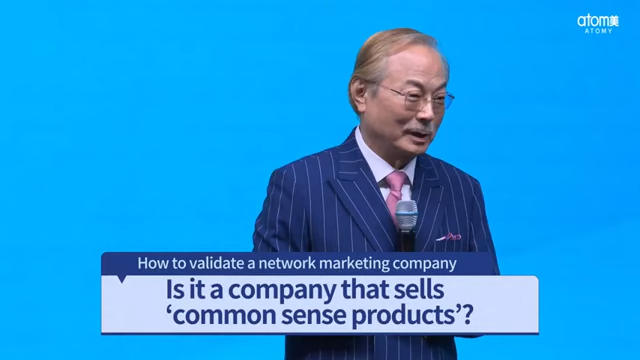 atom美
ATOMY
How to validate a network marketing company
Is it a company that sells
‘common sense products’?